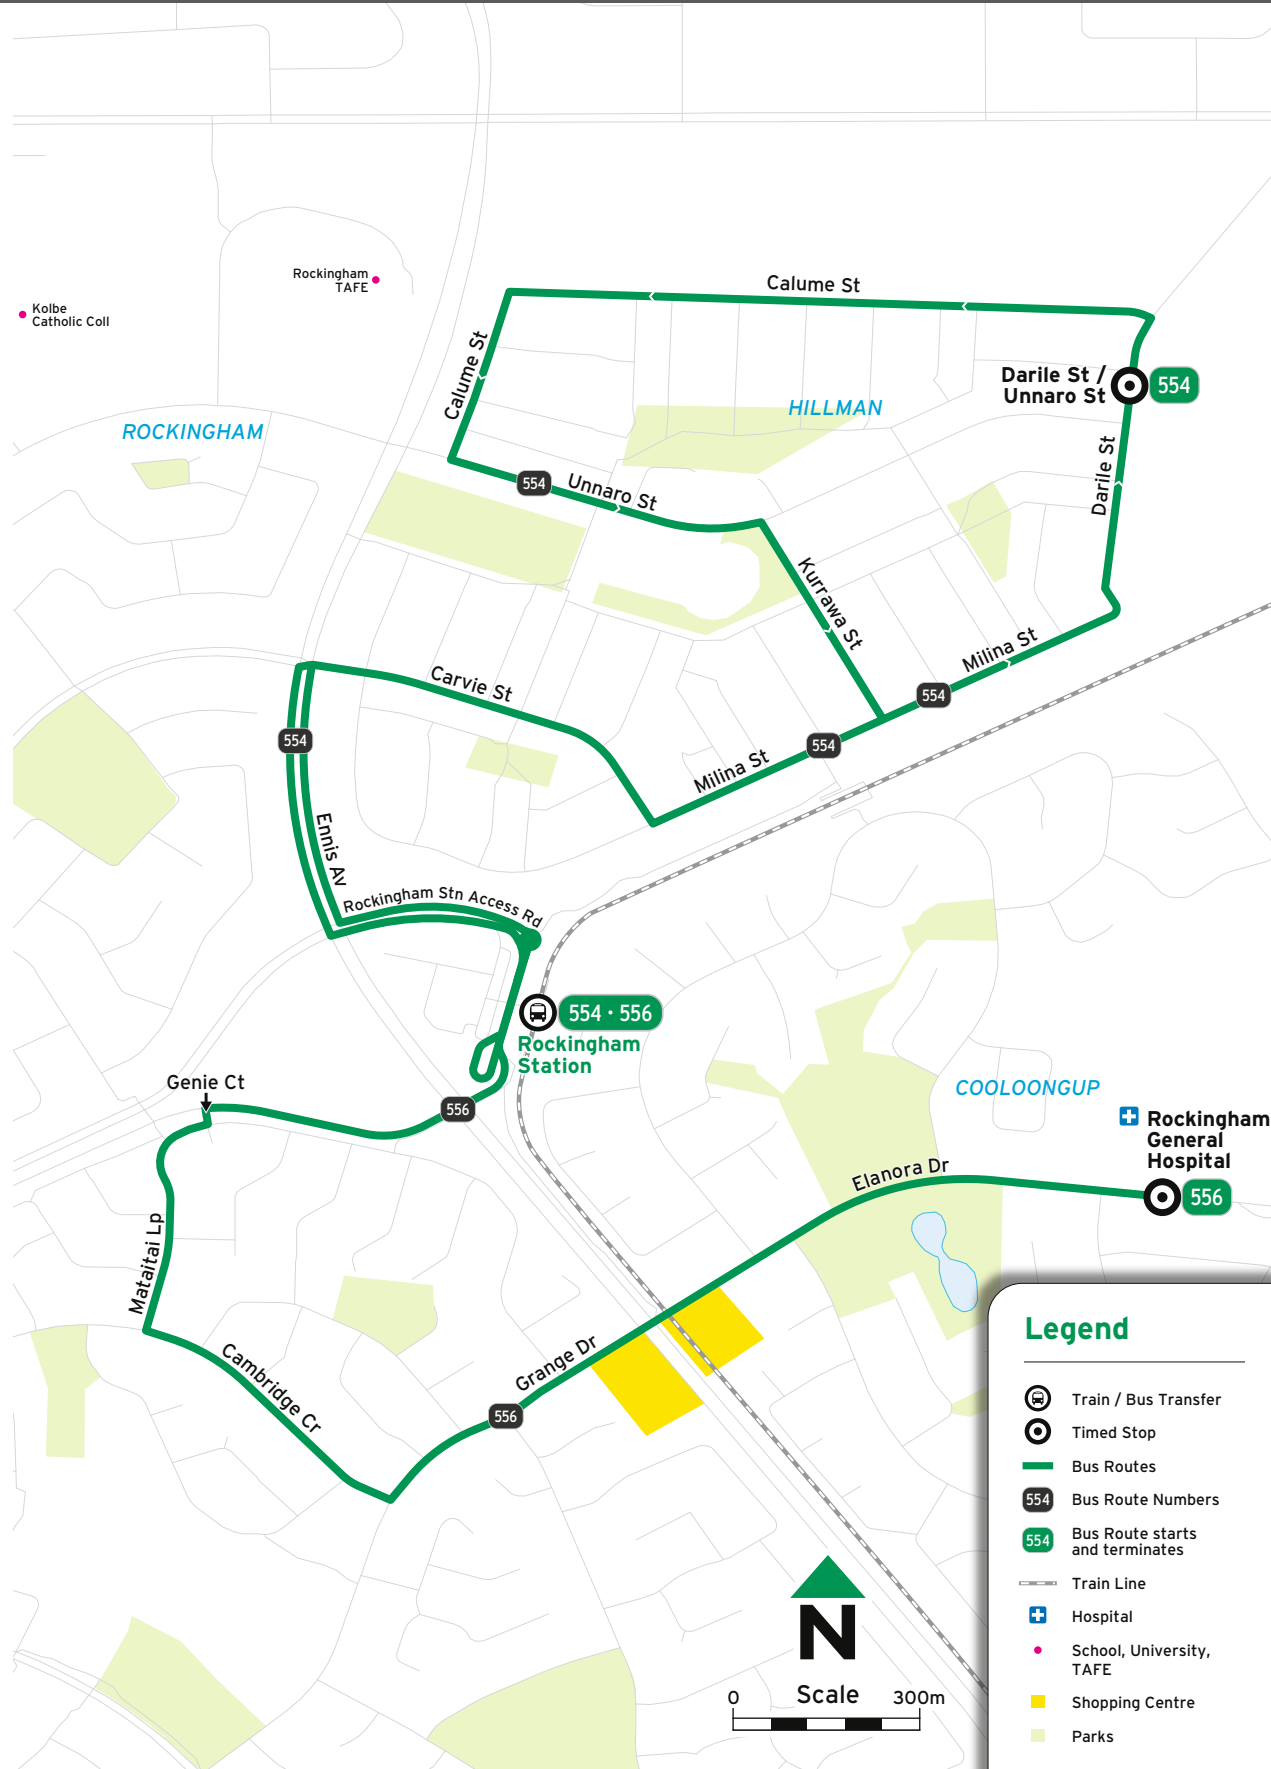 Calume St
Rockingham
TAFE
Kolbe
Catholic Coll
Calume St
Darile St /
Unnaro St
554
HILLMAN
ROCKINGHAM
Darile St
554
Unnaro St
Kurrawa St
Milina St
Carvie St
554
554
554
Milina St
Ennis Av
Rockingham Stn Access Rd
554 · 556
Rockingham
Station
Genie Ct
COOLOONGUP
556
Rockingham
General
Hospital
Elanora Dr
556
Mataitai Lp
Cambridge Cr
Grange Dr
556
Legend
Train / Bus Transfer
Timed Stop
Bus Routes
554
Bus Route Numbers
554
Bus Route starts
and terminates
Train Line
Hospital
School, University,
TAFE
Shopping Centre
Parks
N
0
Scale
300m